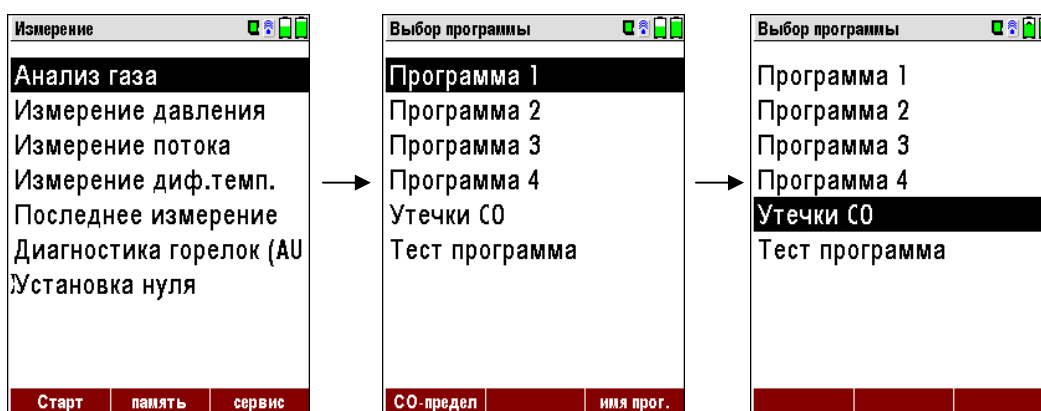 Измерение
Анализ газа
Измерение давления
Измерение потока
Измерение диф.темп.
Последнее измерение
Диагностика горелок (AU
Установка нуля
Старт память сервис
Выбор программы
Программа 1
Программа 2
Программа 3
Программа 4
Утечки СО
Тест программа
СО-предел имя прог.
Выбор программы
Программа 1
Программа 2
Программа 3
Программа 4
Утечки СО
Тест программа